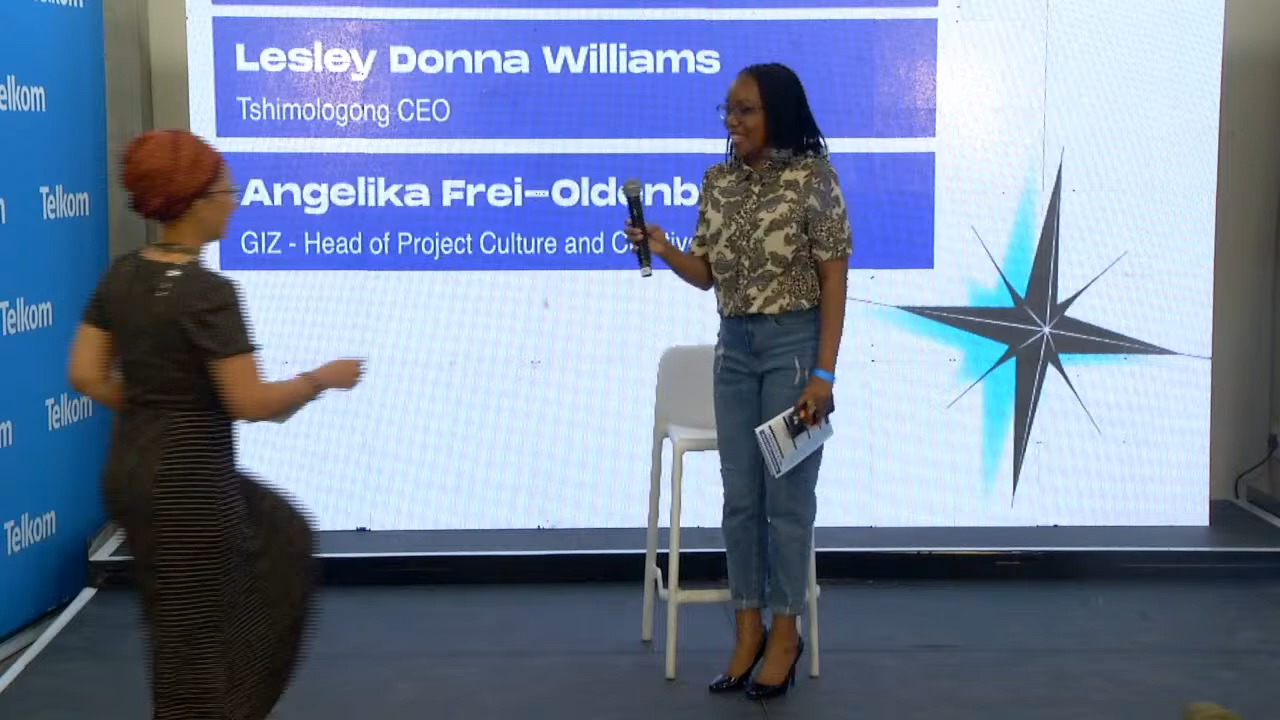 Telkom
Telkom
Telkom
Telkom
Telkom
Telkom
Lesley Donna Williams
Tshimologong CEO
Angelika Frei-Oldenb
GIZ - Head of Project Culture and